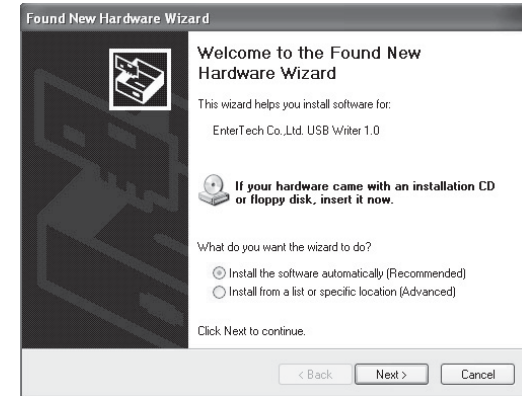 Found New Hardware Wizard
Welcome to the Found New
Hardware Wizard
This wizard helps you install software for:
EnterTech Co.,Ltd. USB Writer 1.0
If your hardware came with an installation CD
or floppy disk, insert it now.
What do you want the wizard to do?
Install the software automatically (Recommended)
Install from a list or specific location (Advanced)
Click Next to continue.
< Back Next > Cancel